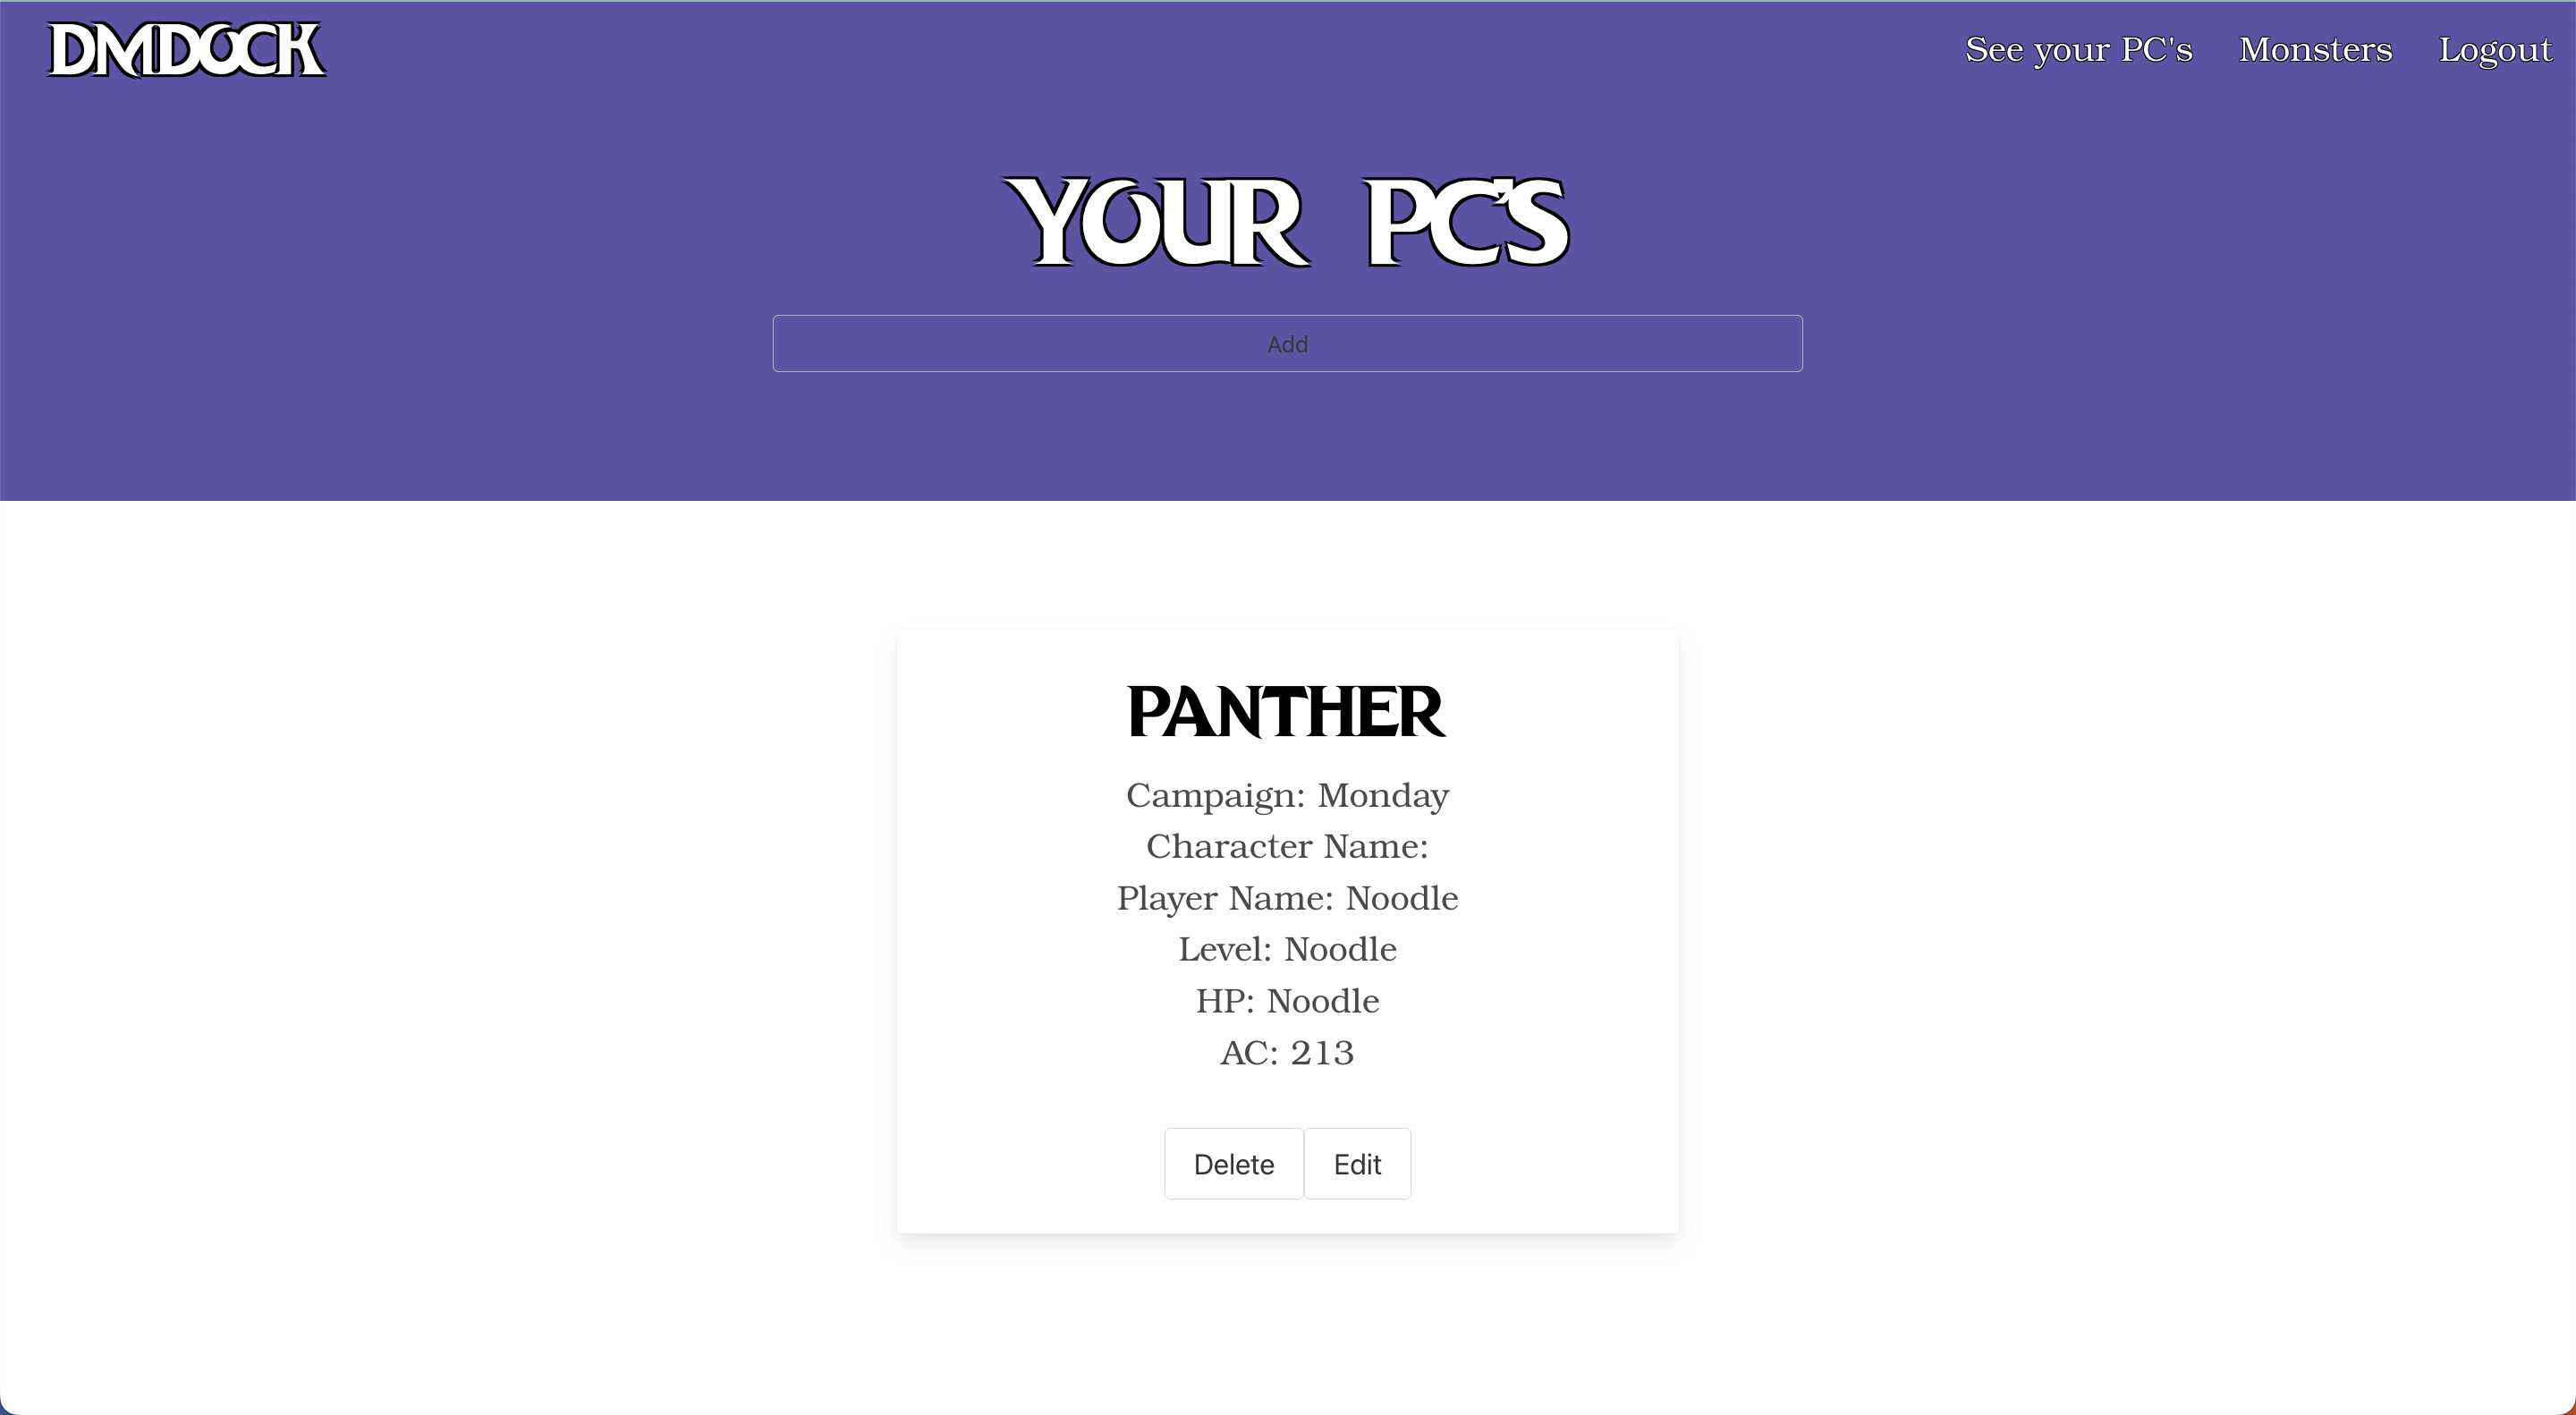 DMDOCK
See your PC's Monsters Logout
YOUR PC'S
Add
PANTHER
Campaign: Monday
Character Name:
Player Name: Noodle
Level: Noodle
HP: Noodle
AC: 213
Delete Edit